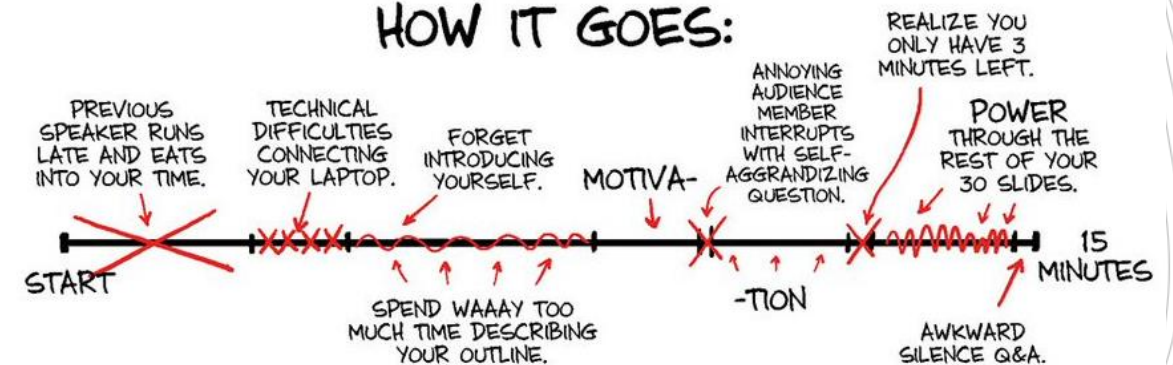 HOW IT GOES:
PREVIOUS
SPEAKER RUNS
LATE AND EATS
INTO YOUR TIME.
TECHNICAL
DIFFICULTIES
CONNECTING
YOUR LAPTOP.
FORGET
INTRODUCING
YOURSELF.
SPEND WAAAY TOO
MUCH TIME DESCRIBING
YOUR OUTLINE.
MOTIVA-
ANNOYING
AUDIENCE
MEMBER
INTERRUPTS
WITH SELF-
AGGRANDIZING
QUESTION.
-TION
REALIZE YOU
ONLY HAVE 3
MINUTES LEFT.
POWER
THROUGH THE
REST OF YOUR
30 SLIDES.
AWKWARD
SILENCE Q&A.
START
15
MINUTES